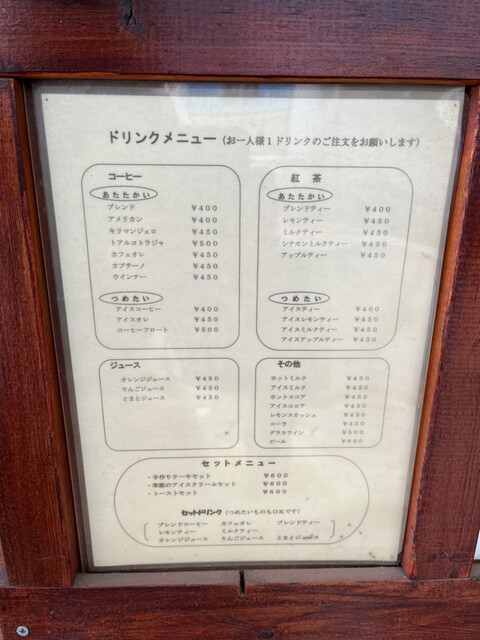 ドリンクメニュー（お一人様1ドリンクのご注文をお願いします）
コーヒー
あたたかい
ブレンド ¥400
アメリカン ¥400
キリマンジェロ ¥450
トアルコトラジャ ¥500
カフェオレ ¥450
カプチーノ ¥450
ウインナー ¥450
つめたい
アイスコーヒー ¥400
アイスオレ ¥450
コーヒーフロート ¥500
紅茶
あたたかい
ブレンドティー ¥400
レモンティー ¥450
ミルクティー ¥450
シナモンミルクティー ¥450
アップルティー ¥450
つめたい
アイスティー ¥400
アイスレモンティー ¥450
アイスミルクティー ¥450
アイスアップルティー ¥450
ジュース
オレンジジュース ¥450
りんごジュース ¥450
とまとジュース ¥450
その他
ホットミルク ¥450
アイスミルク ¥450
ホットココア ¥450
アイスココア ¥450
レモンスカッシュ ¥450
コーラ ¥450
グラスワイン ¥500
ビール ¥600
セットメニュー
・手作りケーキセット ¥600
・季節のアイスクリームセット ¥600
・トーストセット ¥600
セットドリンク（つめたいものもOKです）
ブレンドコーヒー カフェオレ ブレンドティー
レモンティー ミルクティー
オレンジジュース りんごジュース とまとジュース